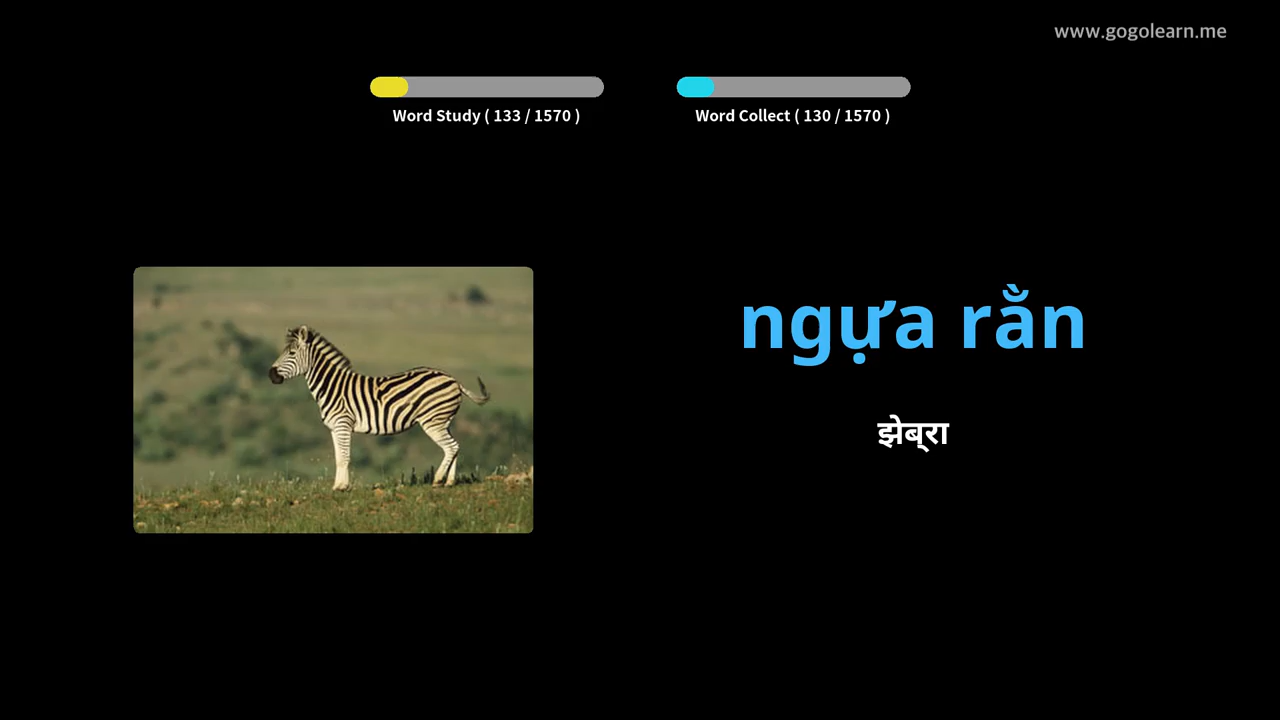 www.gogolearn.me
Word Study ( 133 / 1570 )
Word Collect ( 130 / 1570 )
ngựa rằn
झेब्रा